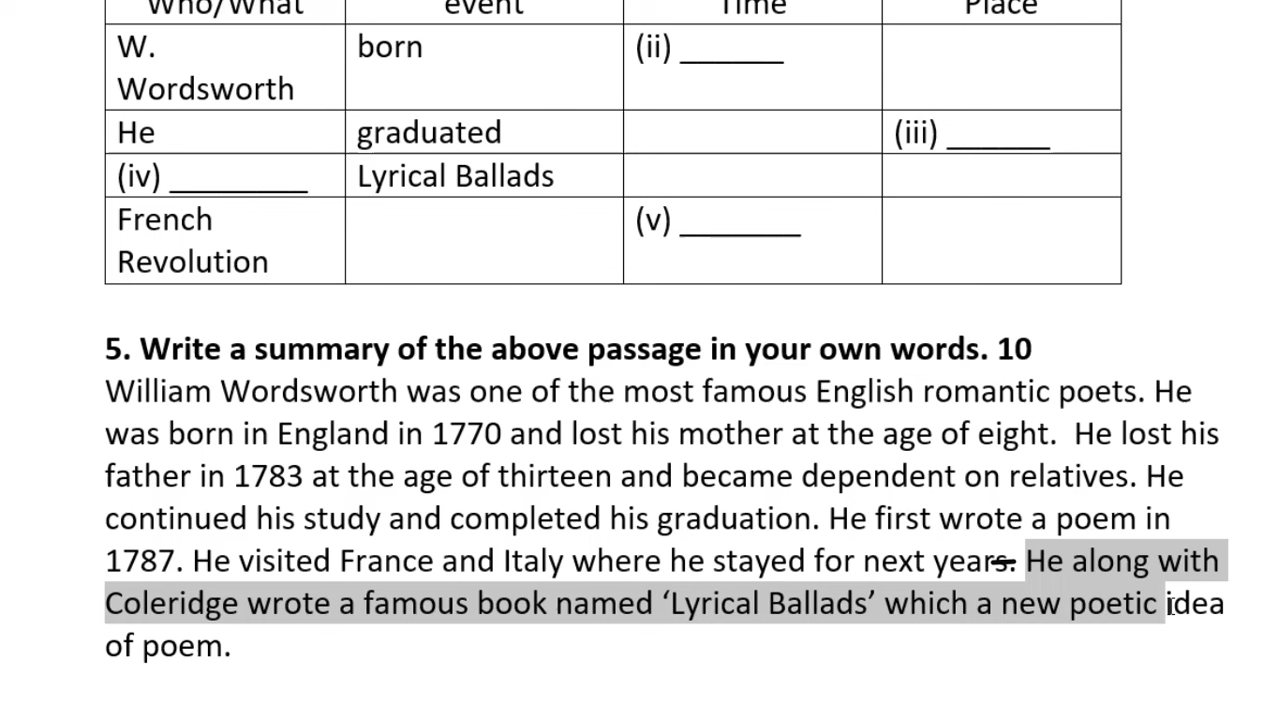 Who/What event Time Place
W. born (ii) ______
Wordsworth
He graduated (iii) ______
(iv) ________ Lyrical Ballads
French (v) _______
Revolution
5. Write a summary of the above passage in your own words. 10
William Wordsworth was one of the most famous English romantic poets. He
was born in England in 1770 and lost his mother at the age of eight. He lost his
father in 1783 at the age of thirteen and became dependent on relatives. He
continued his study and completed his graduation. He first wrote a poem in
1787. He visited France and Italy where he stayed for next years. He along with
Coleridge wrote a famous book named ‘Lyrical Ballads’ which a new poetic idea
of poem.